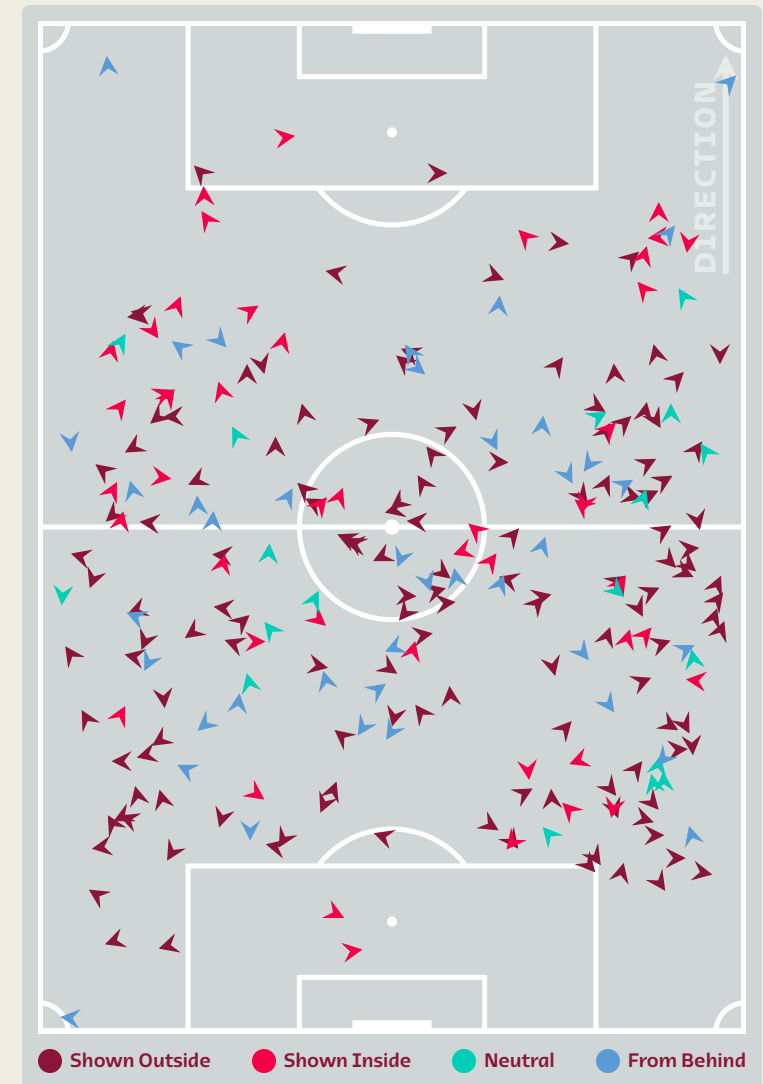 DIRECTION
Shown Outside
Shown Inside
Neutral
From Behind